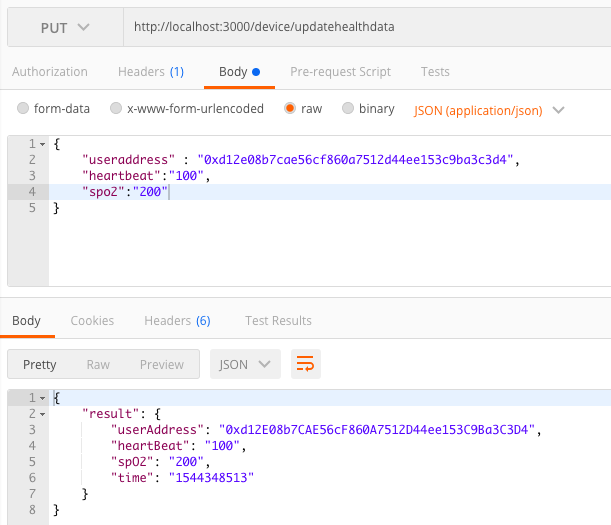 PUT http://localhost:3000/device/updatehealthdata
Authorization Headers (1) Body Pre-request Script Tests
form-data x-www-form-urlencoded raw binary JSON (application/json)
1 {
2 "useraddress" : "0xd12e08b7cae56cf860a7512d44ee153c9ba3c3d4",
3 "heartbeat":"100",
4 "spo2":"200"
5 }
Body Cookies Headers (6) Test Results
Pretty Raw Preview JSON
1 {
2 "result": {
3 "userAddress": "0xd12E08b7CAE56cF860A7512D44ee153C9Ba3C3D4",
4 "heartBeat": "100",
5 "spO2": "200",
6 "time": "1544348513"
7 }
8 }